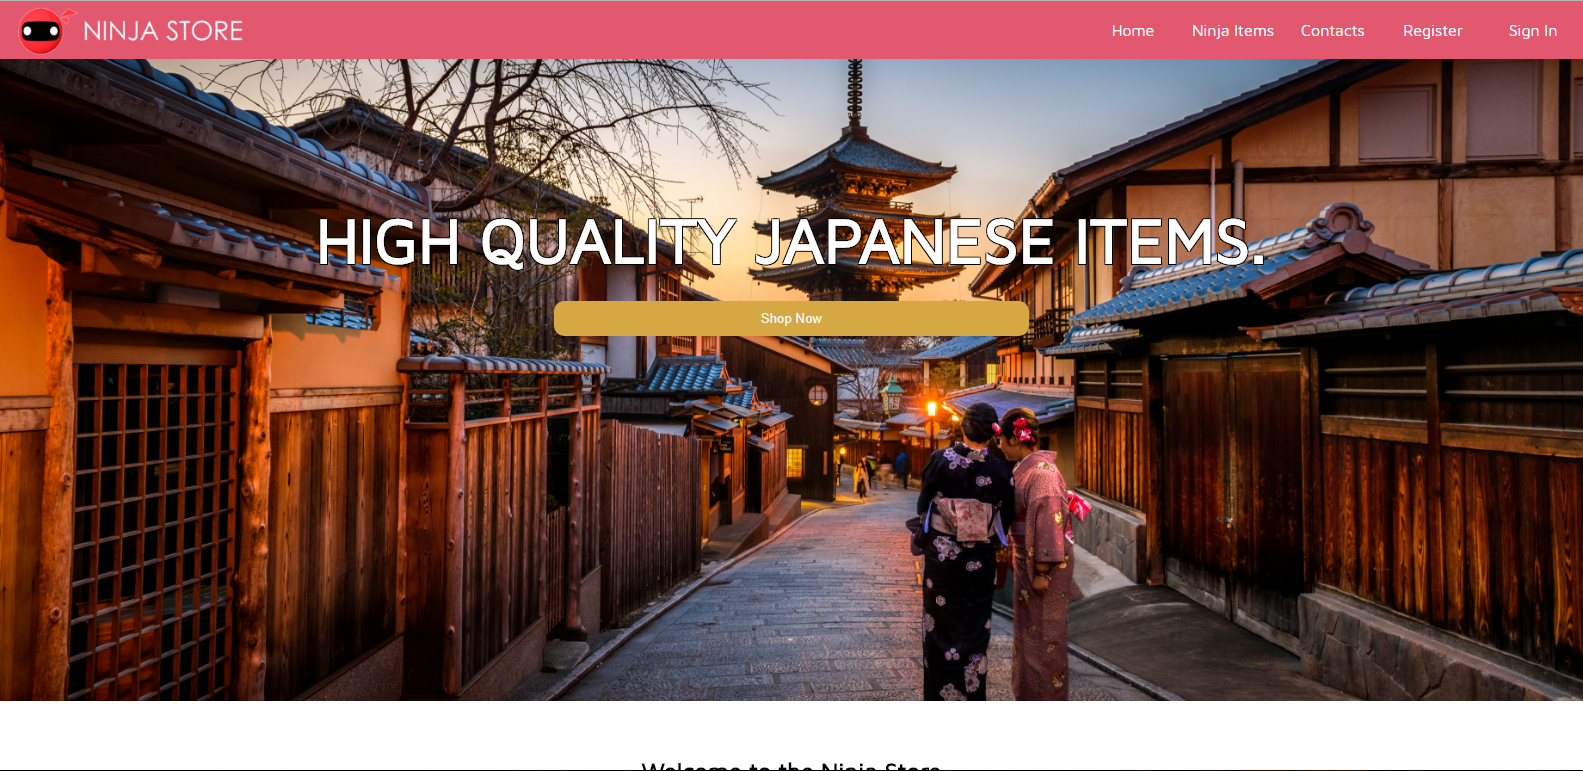 NINJA STORE
Home Ninja Items Contacts Register Sign In
HIGH QUALITY JAPANESE ITEMS.
Shop Now
Welcome to the Ninja Store